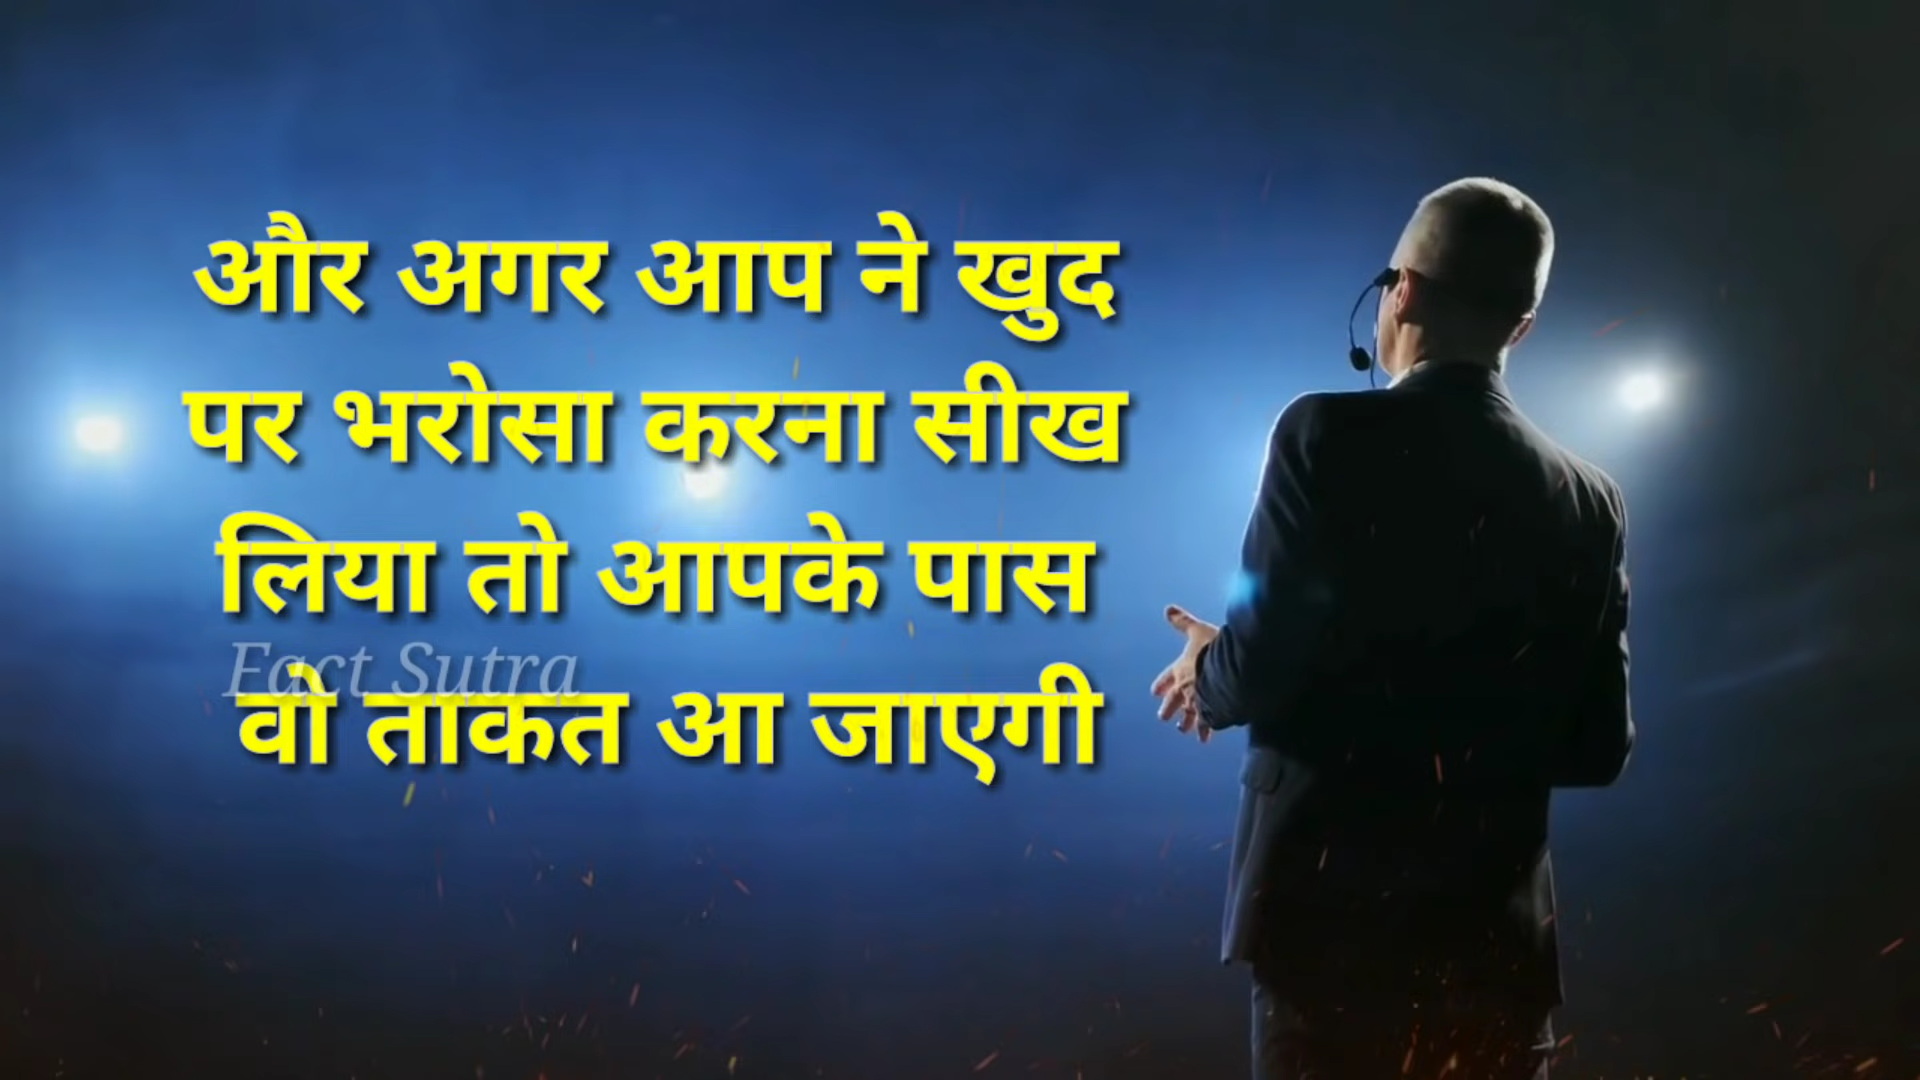 और अगर आप ने खुद
पर भरोसा करना सीख
लिया तो आपके पास
Fact Sutra
वो ताकत आ जाएगी